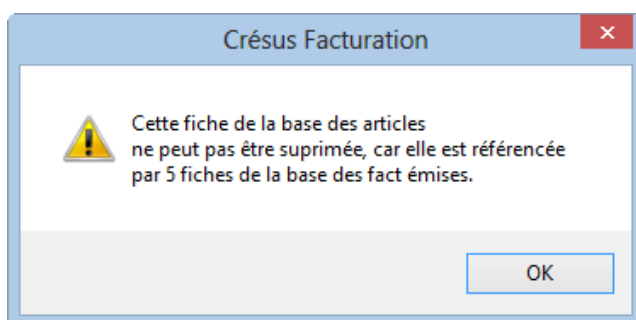 Crésus Facturation
Cette fiche de la base des articles
ne peut pas être suprimée, car elle est référencée
par 5 fiches de la base des fact émises.
OK